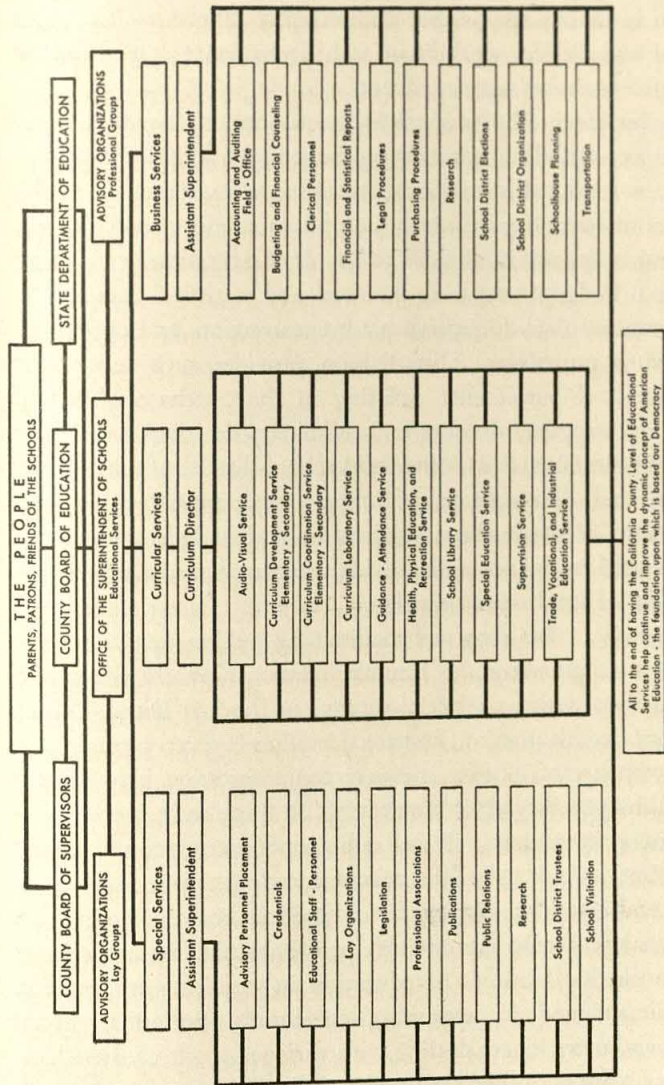 THE PEOPLE
PARENTS, PATRONS, FRIENDS OF THE SCHOOLS
COUNTY BOARD OF SUPERVISORS
COUNTY BOARD OF EDUCATION
STATE DEPARTMENT OF EDUCATION
ADVISORY ORGANIZATIONS
Lay Groups
OFFICE OF THE SUPERINTENDENT OF SCHOOLS
Educational Services
ADVISORY ORGANIZATIONS
Professional Groups
Special Services
Assistant Superintendent
Advisory Personnel Placement
Credentials
Educational Staff - Personnel
Lay Organizations
Legislation
Professional Associations
Publications
Public Relations
Research
School District Trustees
School Visitation
Curricular Services
Curriculum Director
Audio-Visual Service
Curriculum Development Service
Elementary - Secondary
Curriculum Coordination Service
Elementary - Secondary
Curriculum Laboratory Service
Guidance - Attendance Service
Health, Physical Education, and
Recreation Service
School Library Service
Special Education Service
Supervision Service
Trade, Vocational, and Industrial
Education Service
Business Services
Assistant Superintendent
Accounting and Auditing
Field - Office
Budgeting and Financial Counseling
Clerical Personnel
Financial and Statistical Reports
Legal Procedures
Purchasing Procedures
Research
School District Elections
School District Organization
Schoolhouse Planning
Transportation
All to the end of having the California County Level of Educational
Services help continue and improve the dynamic concept of American
Education - the foundation upon which is based our Democracy